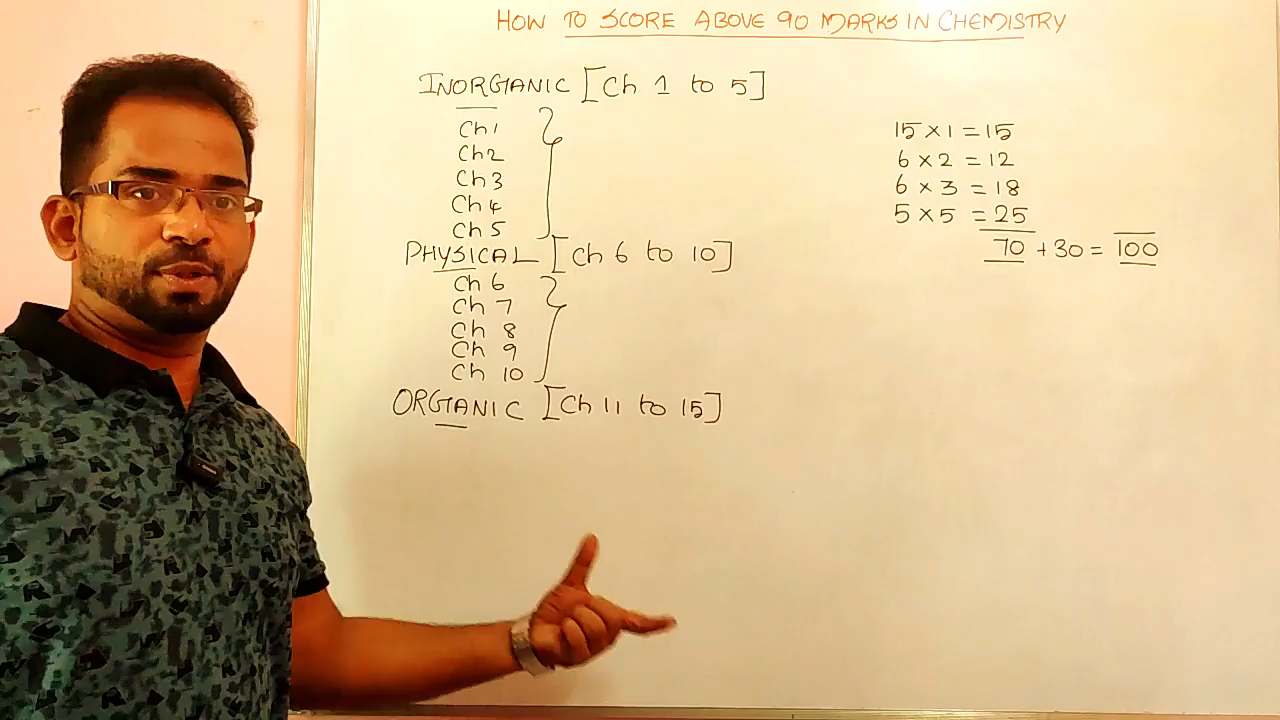 HOW TO SCORE ABOVE 90 MARKS IN CHEMISTRY
INORGANIC [Ch 1 to 5]
Ch1
Ch2
Ch3
Ch4
Ch5
PHYSICAL [Ch 6 to 10]
Ch 6
Ch 7
Ch 8
Ch 9
Ch 10
ORGANIC [Ch 11 to 15]
15 × 1 = 15
6 × 2 = 12
6 × 3 = 18
5 × 5 = 25
70 + 30 = 100